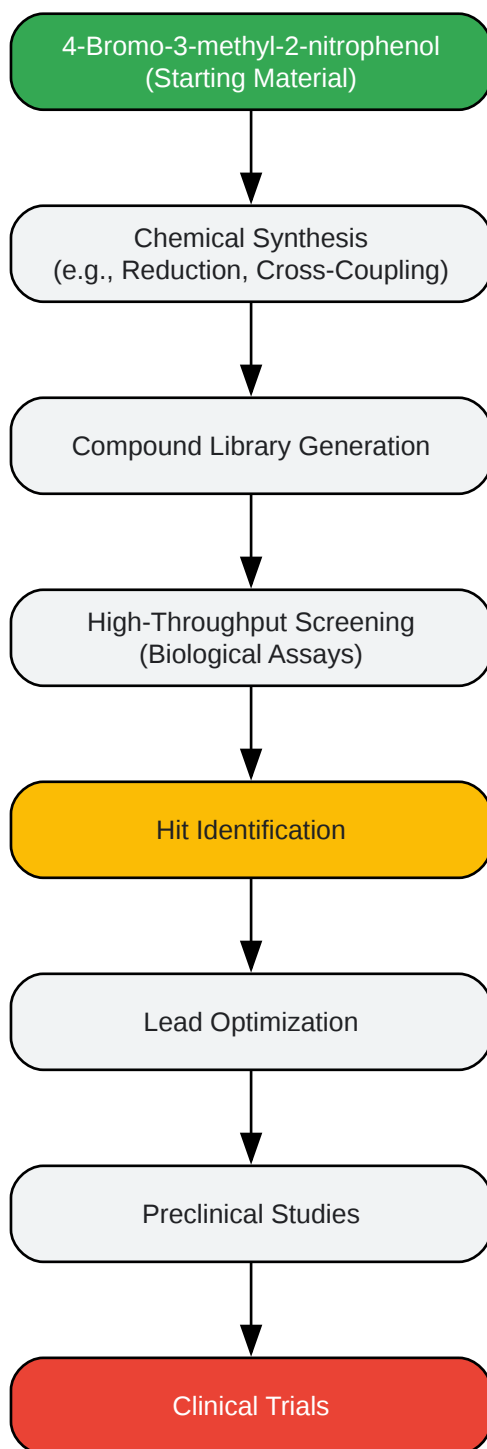 4-Bromo-3-methyl-2-nitrophenol
(Starting Material)
Chemical Synthesis
(e.g., Reduction, Cross-Coupling)
Compound Library Generation
High-Throughput Screening
(Biological Assays)
Hit Identification
Lead Optimization
Preclinical Studies
Clinical Trials